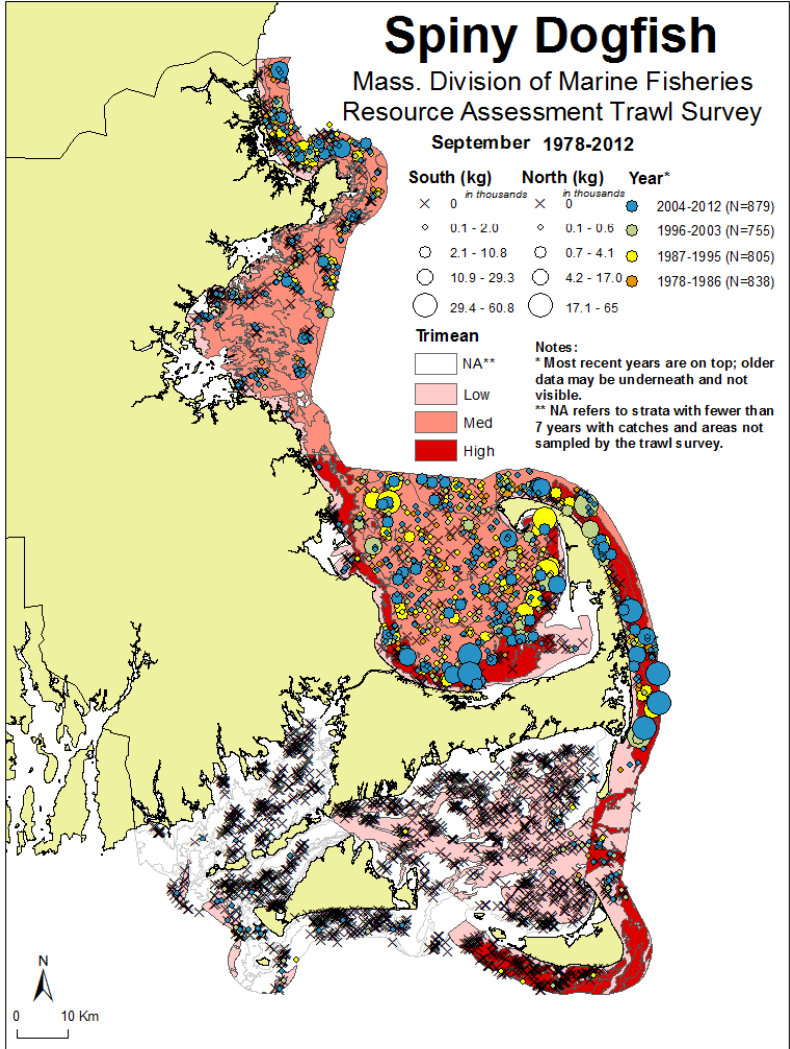 Spiny Dogfish
Mass. Division of Marine Fisheries
Resource Assessment Trawl Survey
September 1978-2012
South (kg) North (kg) Year*
in thousands in thousands
× 0 × 0 2004-2012 (N=879)
0.1 - 2.0 0.1 - 0.6 1996-2003 (N=755)
2.1 - 10.8 0.7 - 4.1 1987-1995 (N=805)
10.9 - 29.3 4.2 - 17.0 1978-1986 (N=838)
29.4 - 60.8 17.1 - 65
Trimean
NA**
Low
Med
High
Notes:
* Most recent years are on top; older
data may be underneath and not
visible.
** NA refers to strata with fewer than
7 years with catches and areas not
sampled by the trawl survey.
N
0 10 Km